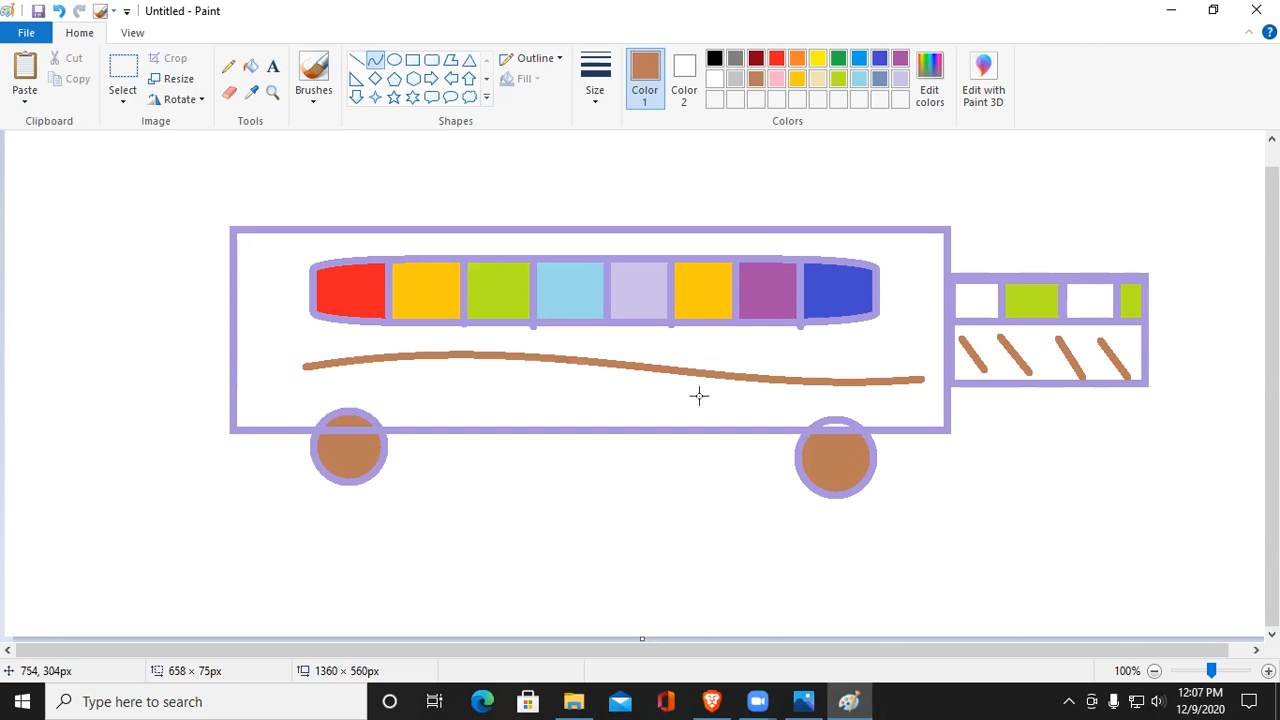 Untitled - Paint
File
Home
View
Paste
Cut
Copy
Clipboard
Select
Crop
Resize
Rotate
Image
A
Tools
Brushes
Outline
Fill
Shapes
Size
Color 1
Color 2
Edit colors
Colors
Edit with Paint 3D
754, 304px
658 × 75px
1360 × 560px
100%
Type here to search
12:07 PM
12/9/2020